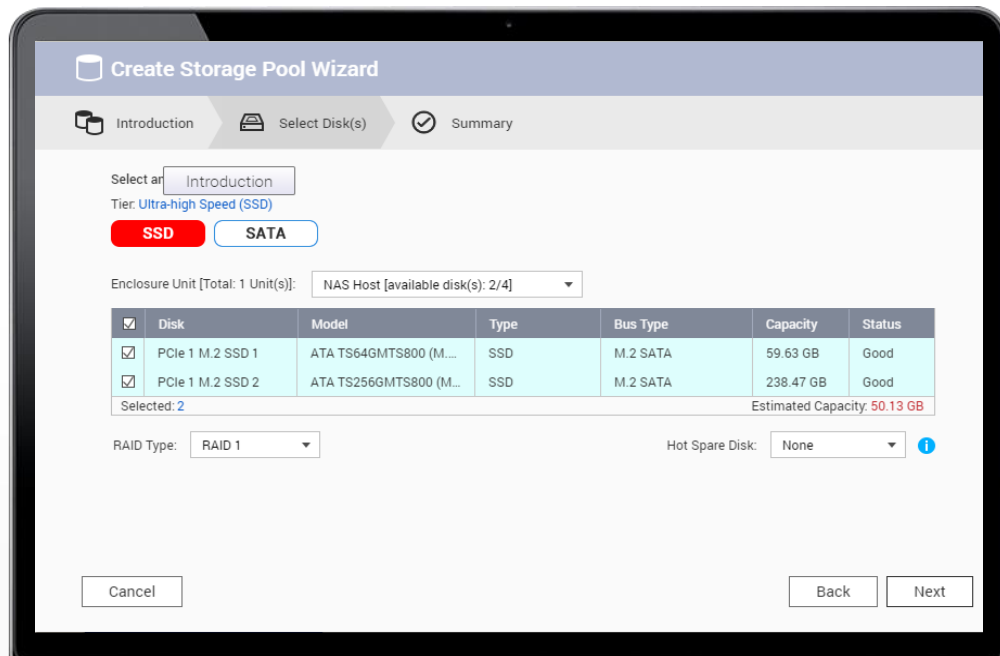 Create Storage Pool Wizard
Introduction
Select Disk(s)
Summary
Select an
Introduction
Tier: Ultra-high Speed (SSD)
SSD
SATA
Enclosure Unit [Total: 1 Unit(s)]:
NAS Host [available disk(s): 2/4]
Disk Model Type Bus Type Capacity Status
PCIe 1 M.2 SSD 1 ATA TS64GMTS800 (M.... SSD M.2 SATA 59.63 GB Good
PCIe 1 M.2 SSD 2 ATA TS256GMTS800 (M... SSD M.2 SATA 238.47 GB Good
Selected: 2 Estimated Capacity: 50.13 GB
RAID Type: RAID 1 Hot Spare Disk: None
Cancel
Back
Next